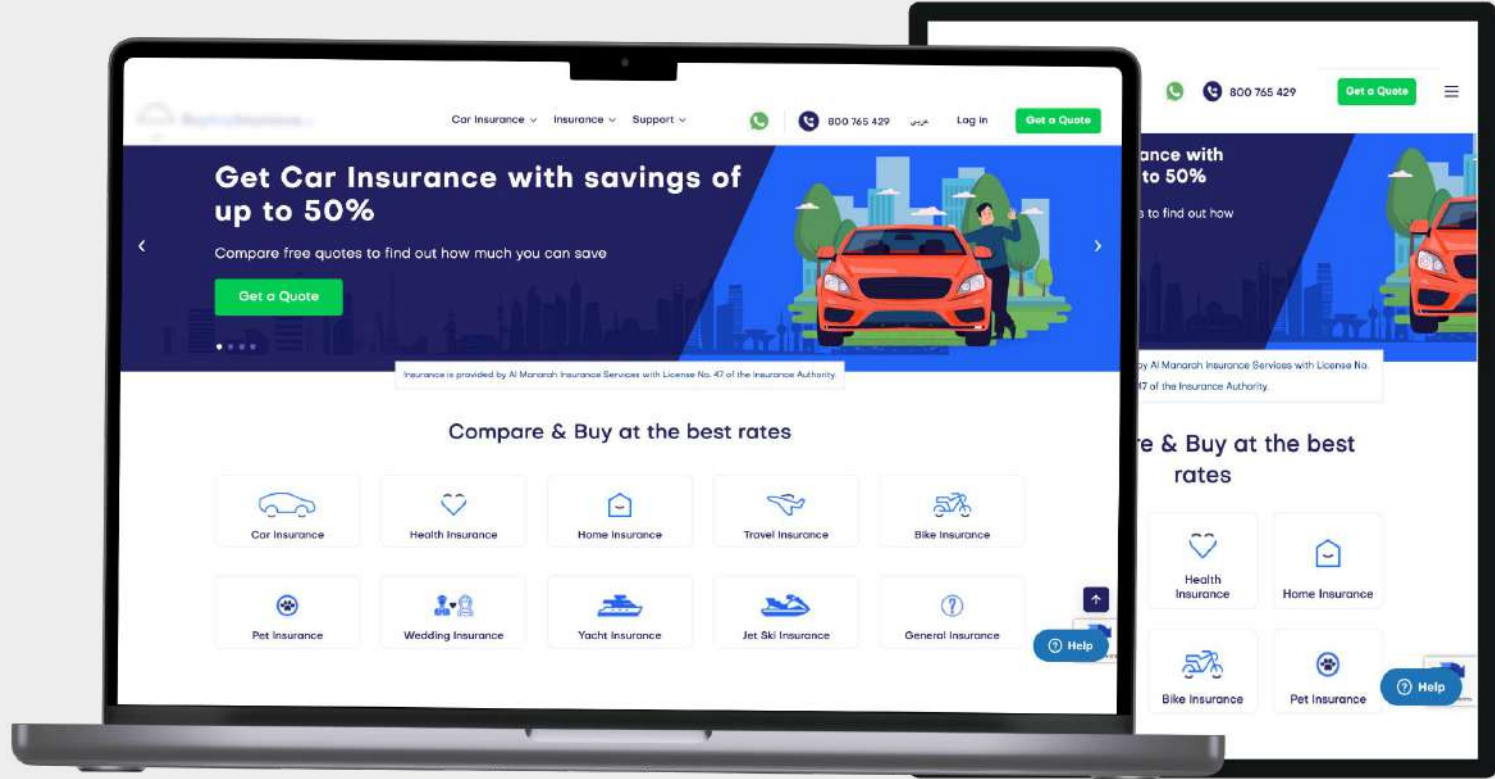 Car Insurance Insurance Support 800 765 429 عربي Log in Get a Quote
Get Car Insurance with savings of
up to 50%
Compare free quotes to find out how much you can save
Get a Quote
Insurance is provided by Al Manarah Insurance Services with License No. 47 of the Insurance Authority.
Compare & Buy at the best rates
Car Insurance Health Insurance Home Insurance Travel Insurance Bike Insurance
Pet Insurance Wedding Insurance Yacht Insurance Jet Ski Insurance General Insurance
Help
800 765 429 Get a Quote
ance with
to 50%
s to find out how
by Al Manarah Insurance Services with License No.
47 of the Insurance Authority.
e & Buy at the best
rates
Health
Insurance
Home Insurance
Bike Insurance Pet Insurance
Help